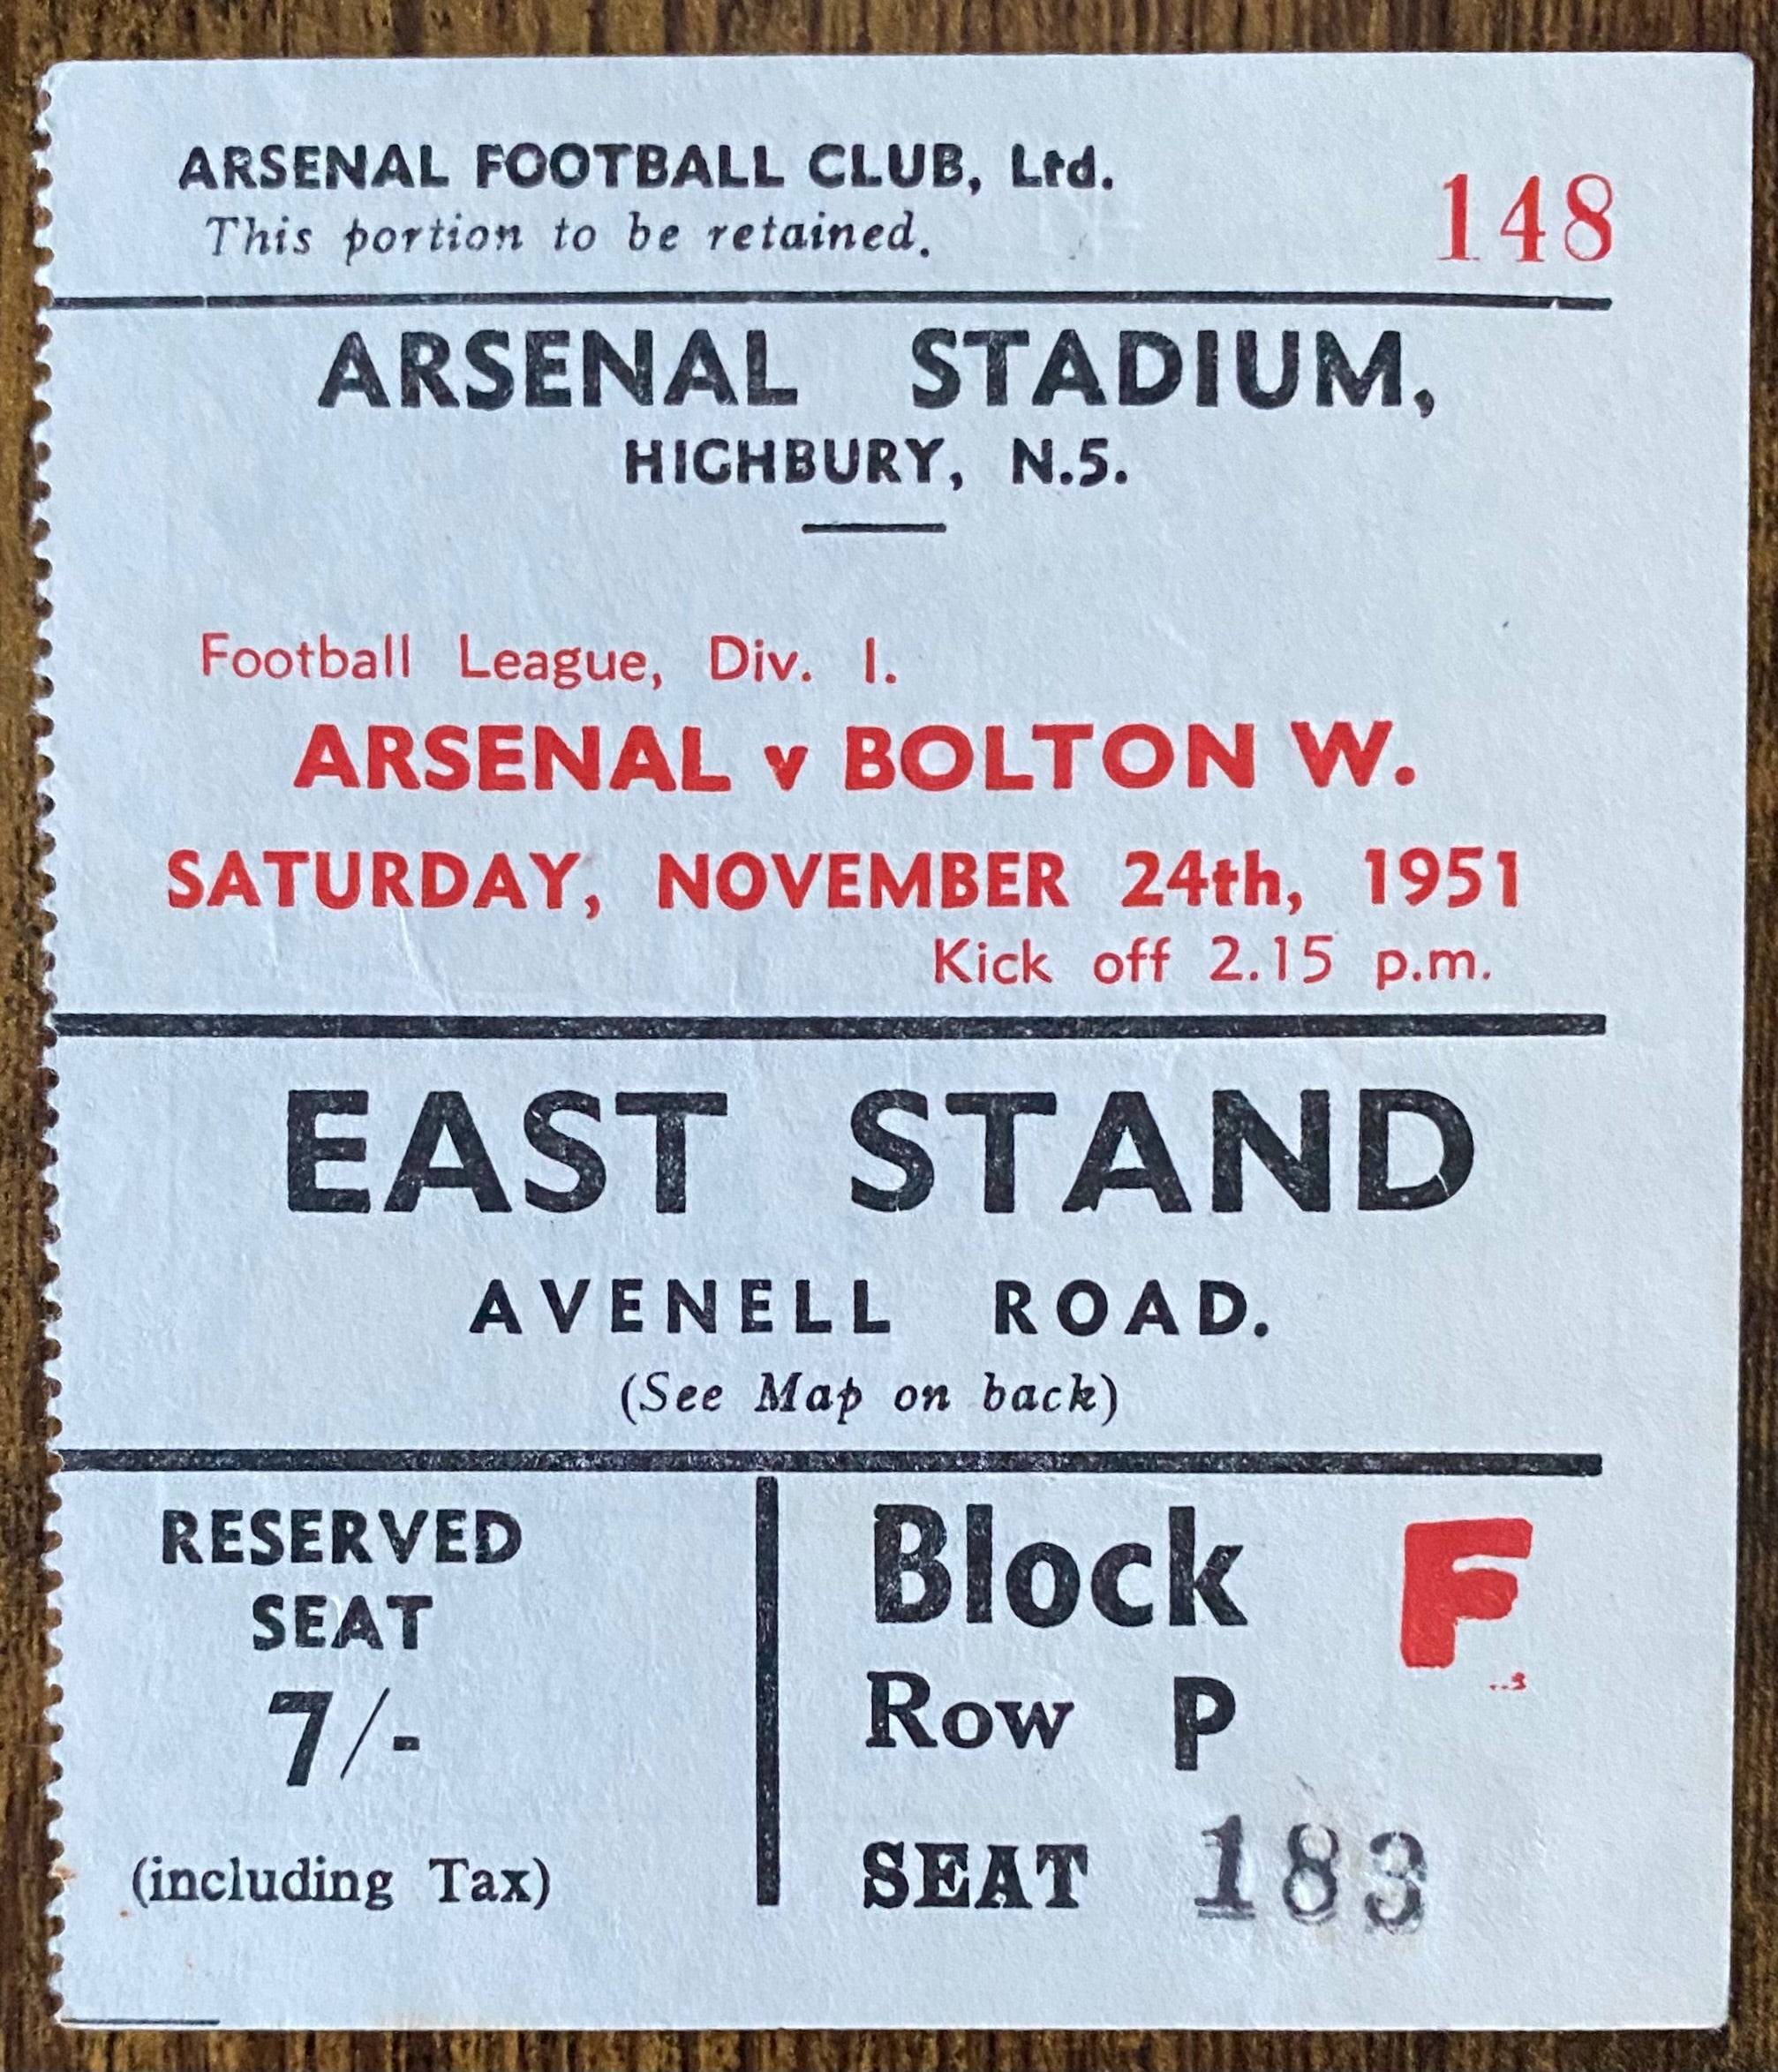 ARSENAL FOOTBALL CLUB, Ltd.
This portion to be retained.
148
ARSENAL STADIUM,
HIGHBURY, N.5.
Football League, Div. I.
ARSENAL v BOLTON W.
SATURDAY, NOVEMBER 24th, 1951
Kick off 2.15 p.m.
EAST STAND
AVENELL ROAD.
(See Map on back)
RESERVED
SEAT
7/-
(including Tax)
Block F
Row P
SEAT 183